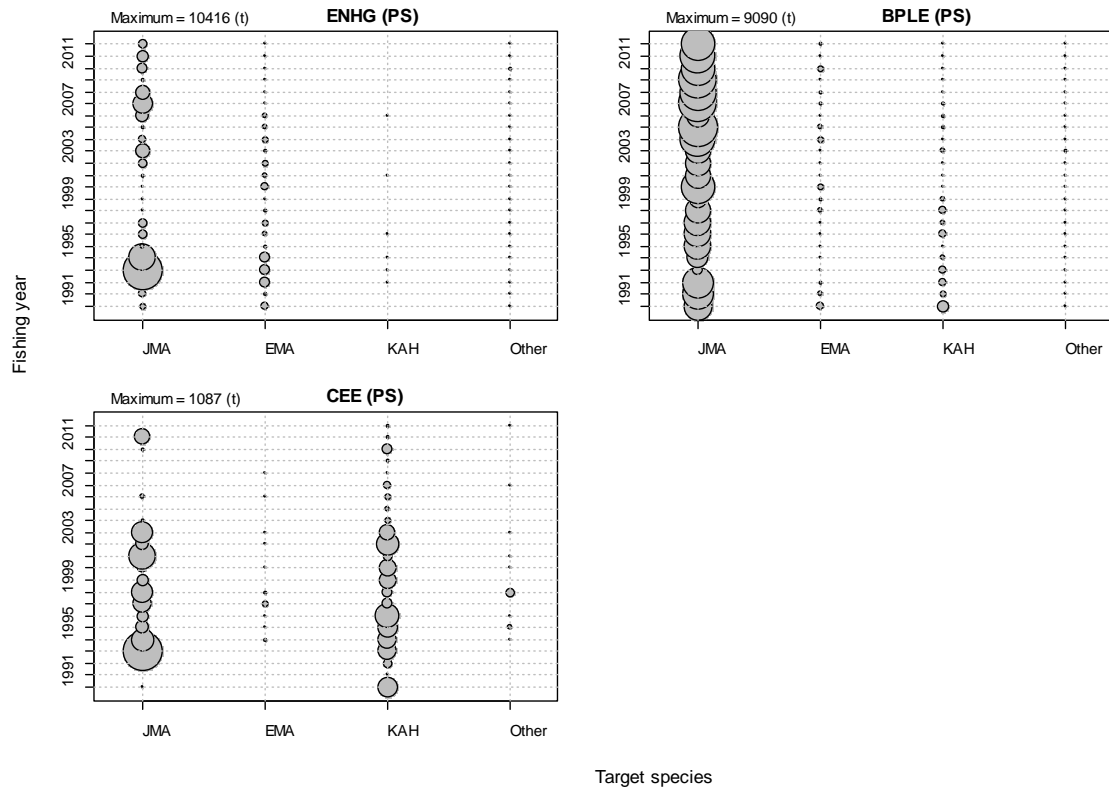 Maximum = 10416 (t) ENHG (PS)
Maximum = 9090 (t) BPLE (PS)
2011
2007
2003
1999
1995
1991
JMA EMA KAH Other
2011
2007
2003
1999
1995
1991
JMA EMA KAH Other
Fishing year
Maximum = 1087 (t) CEE (PS)
2011
2007
2003
1999
1995
1991
JMA EMA KAH Other
Target species